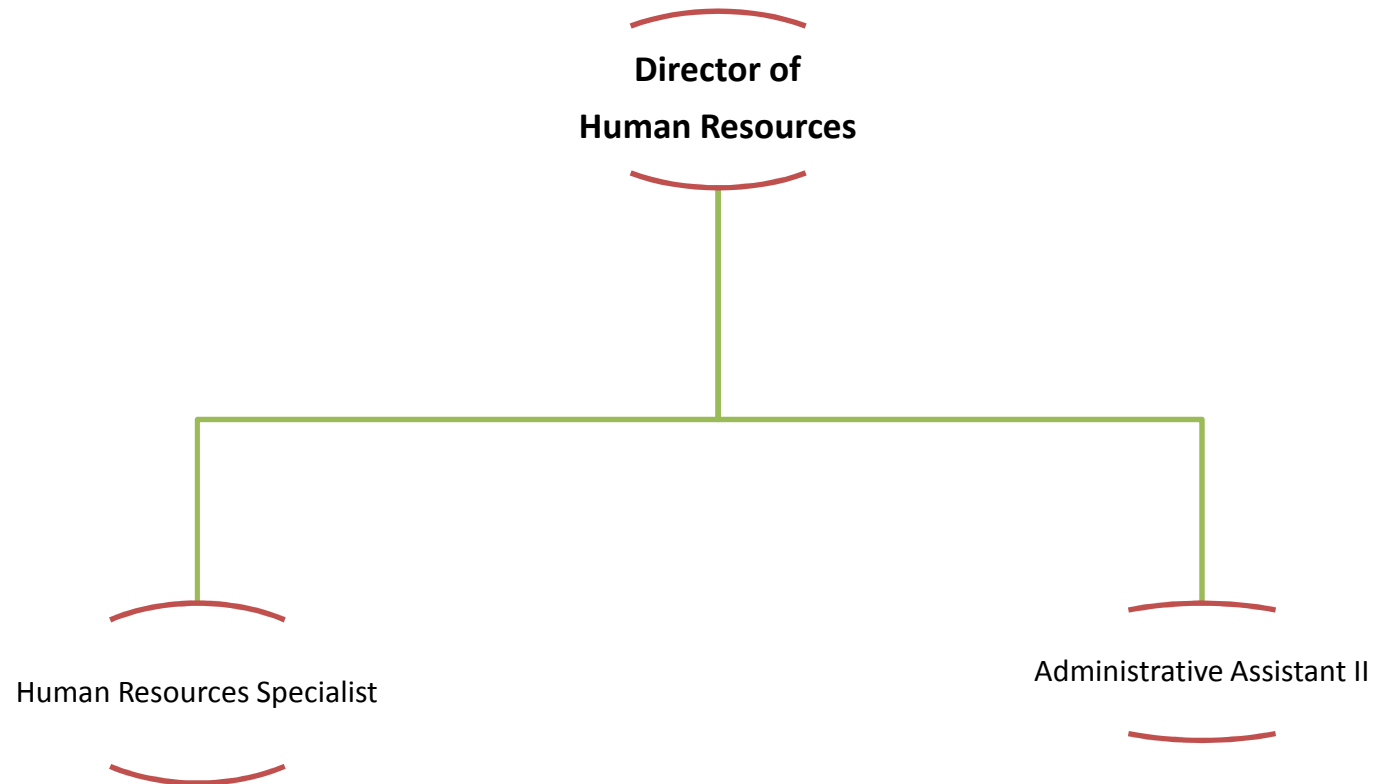 Director of
Human Resources
Human Resources Specialist
Administrative Assistant II